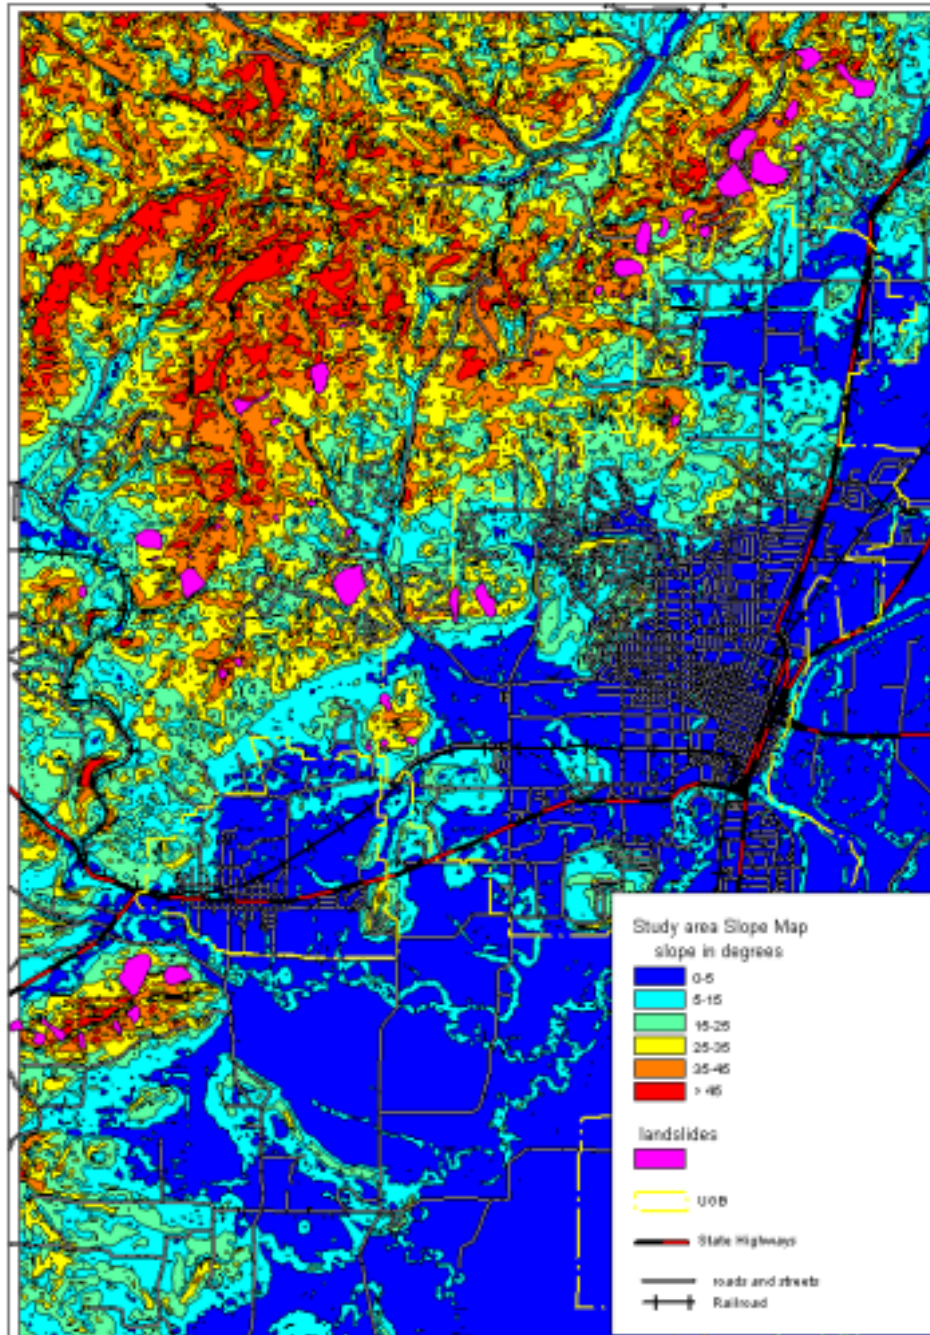 Study area Slope Map
slope in degrees
0-5
5-15
15-25
25-35
35-45
> 45
landslides
UGB
State Highways
roads and streets
Railroad